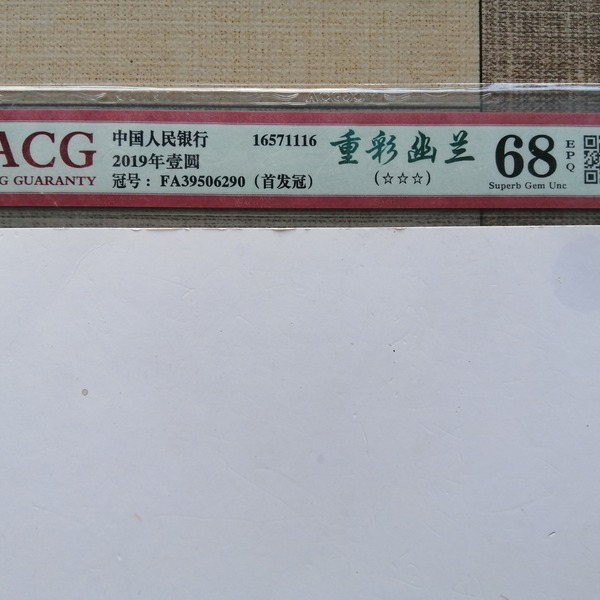 ACG
G GUARANTY
中国人民银行 16571116
2019年壹圆
冠号：FA39506290（首发冠）
重彩幽兰
(☆☆☆)
68
EPQ
Superb Gem Unc